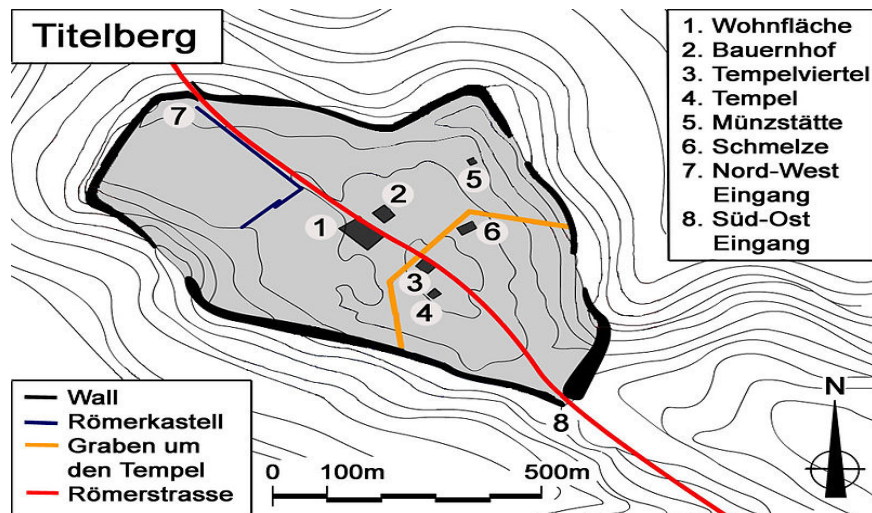 Titelberg
1. Wohnfläche
2. Bauernhof
3. Tempelviertel
4. Tempel
5. Münzstätte
6. Schmelze
7. Nord-West
Eingang
8. Süd-Ost
Eingang
7
5
2
1
6
3
4
8
N
Wall
Römerkastell
Graben um
den Tempel
Römerstrasse
0 100m 500m